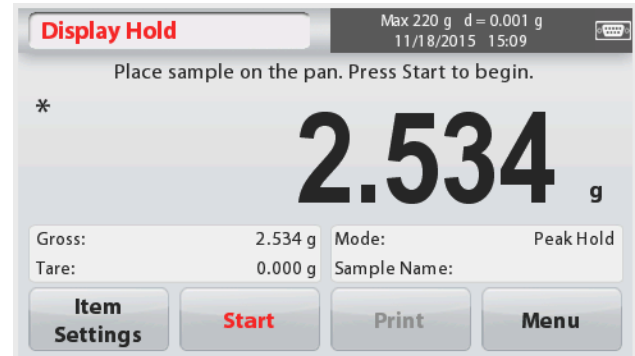 Display Hold
Max 220 g d = 0.001 g
11/18/2015 15:09
Place sample on the pan. Press Start to begin.
*
2.534 g
Gross: 2.534 g
Tare: 0.000 g
Mode: Peak Hold
Sample Name:
Item
Settings
Start
Print
Menu